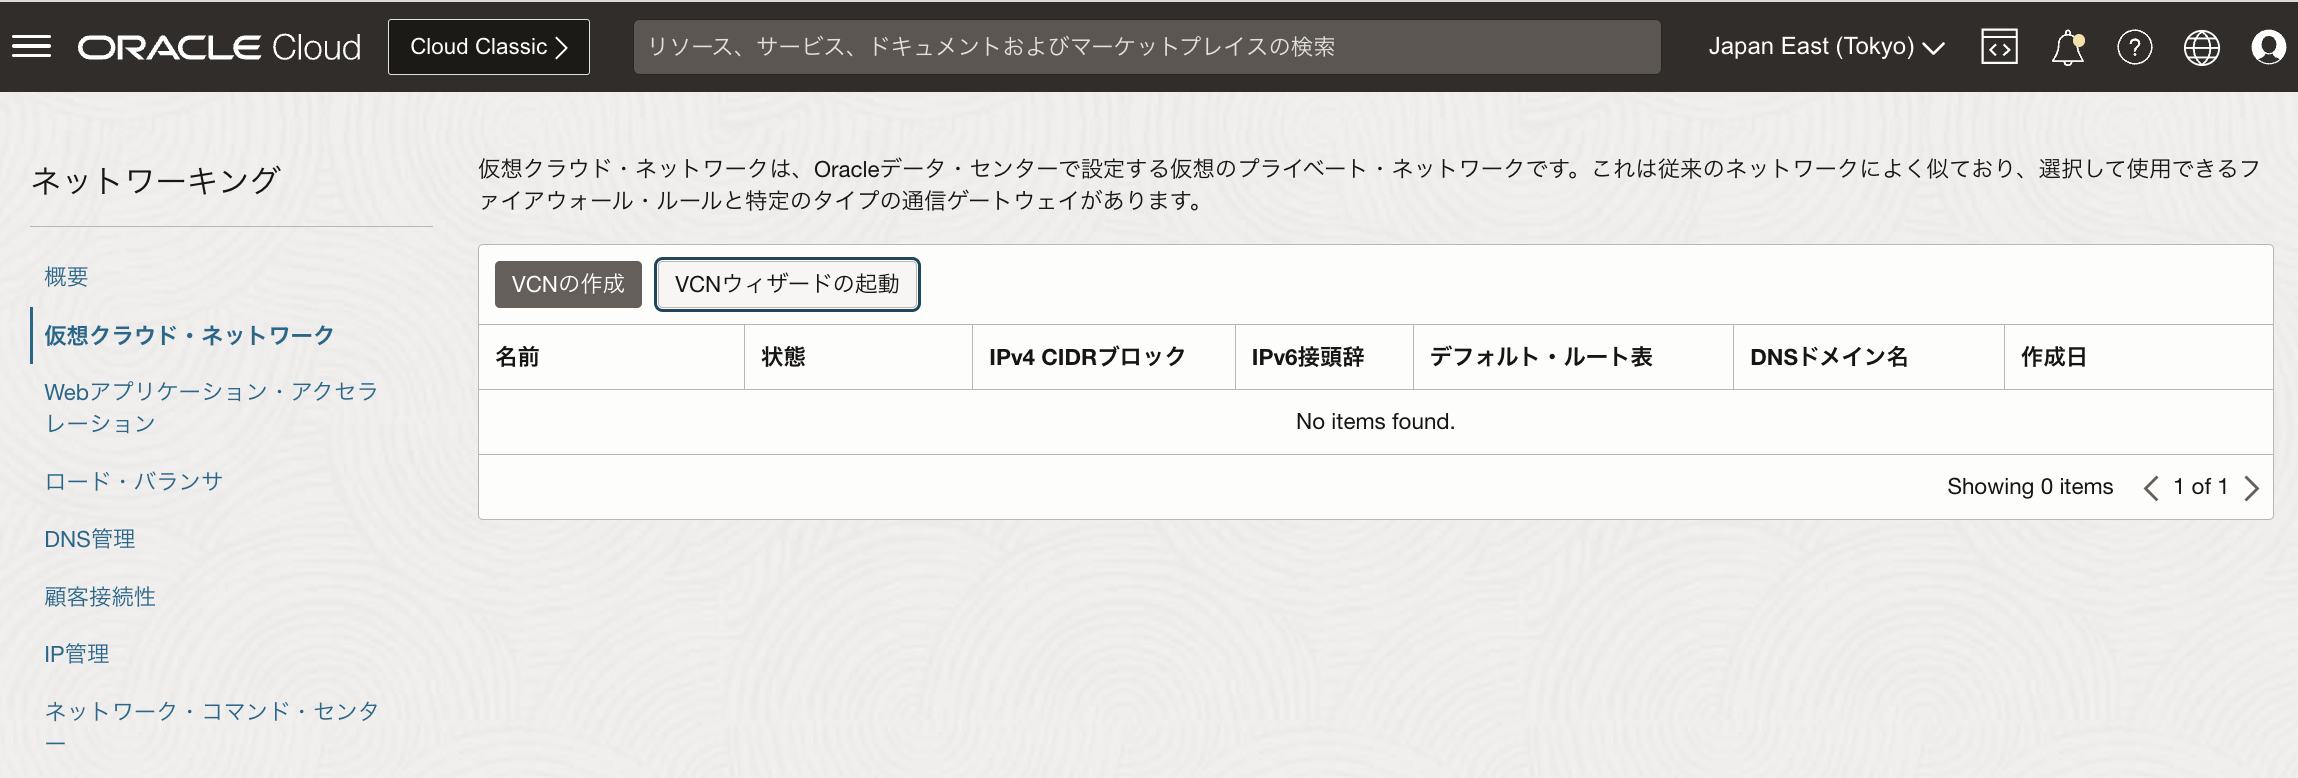 ORACLE Cloud
Cloud Classic
リソース、サービス、ドキュメントおよびマーケットプレイスの検索
Japan East (Tokyo)
ネットワーキング
概要
仮想クラウド・ネットワーク
Webアプリケーション・アクセラ
レーション
ロード・バランサ
DNS管理
顧客接続性
IP管理
ネットワーク・コマンド・センタ
ー
仮想クラウド・ネットワークは、Oracleデータ・センターで設定する仮想のプライベート・ネットワークです。これは従来のネットワークによく似ており、選択して使用できるフ
ァイアウォール・ルールと特定のタイプの通信ゲートウェイがあります。
VCNの作成
VCNウィザードの起動
名前 状態 IPv4 CIDRブロック IPv6接頭辞 デフォルト・ルート表 DNSドメイン名 作成日
No items found.
Showing 0 items 1 of 1